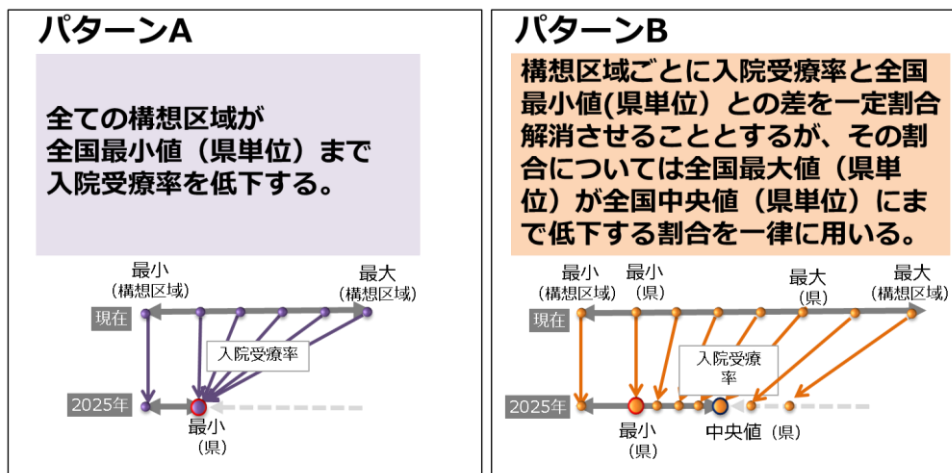 パターンA
全ての構想区域が
全国最小値（県単位）まで
入院受療率を低下する。
最小
（構想区域）
最大
（構想区域）
現在
入院受療率
2025年
最小
（県）
パターンB
構想区域ごとに入院受療率と全国
最小値(県単位）との差を一定割合
解消させることとするが、その割
合については全国最大値（県単
位）が全国中央値（県単位）にま
で低下する割合を一律に用いる。
最小
（構想区域）
最小
（県）
最大
（県）
最大
（構想区域）
現在
入院受療
率
2025年
最小
（県）
中央値（県）